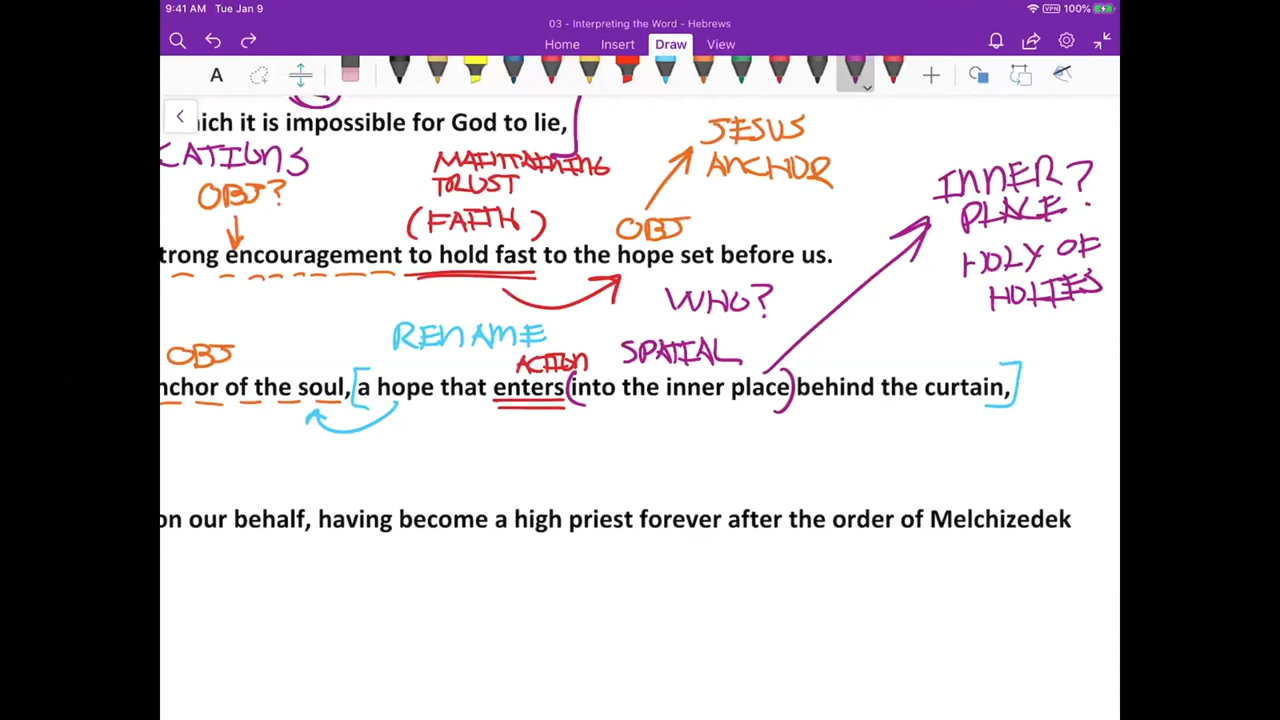 9:41 AM Tue Jan 9
VPN 100%
03 - Interpreting the Word - Hebrews
Home Insert Draw View
A
hich it is impossible for God to lie,
CATIONS
OBJ?
MAINTAINING
TRUST
(FAITH)
JESUS
ANCHOR
OBJ
INNER?
PLACE
HOLY OF
HOLIES
trong encouragement to hold fast to the hope set before us.
WHO?
RENAME
OBJ
ACTION
SPATIAL
nchor of the soul, [a hope that enters (into the inner place) behind the curtain,]
on our behalf, having become a high priest forever after the order of Melchizedek